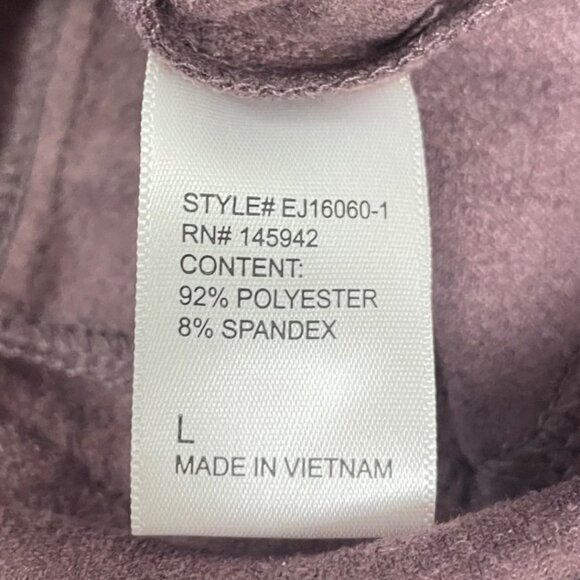 STYLE# EJ16060-1
RN# 145942
CONTENT:
92% POLYESTER
8% SPANDEX
L
MADE IN VIETNAM